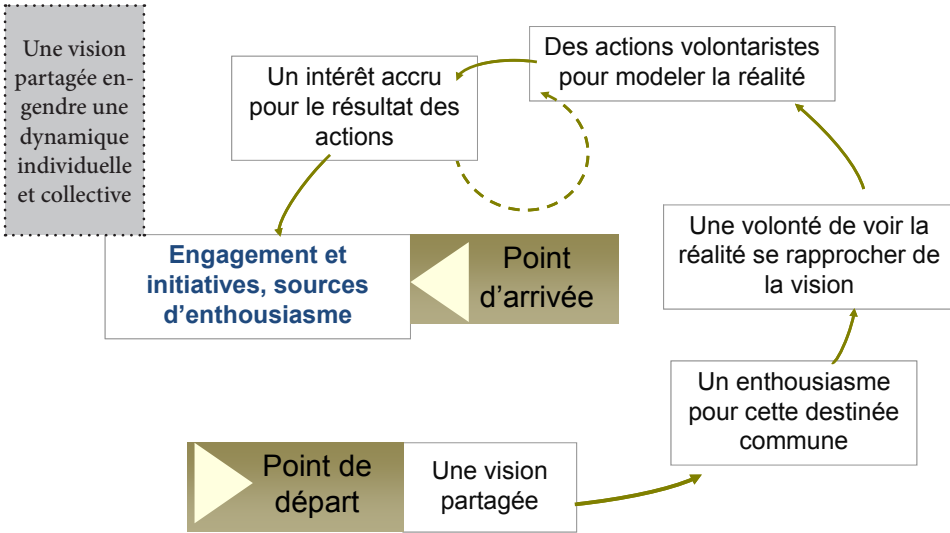 Une vision
partagée en-
gendre une
dynamique
individuelle
et collective
Un intérêt accru
pour le résultat des
actions
Des actions volontaristes
pour modeler la réalité
Une volonté de voir la
réalité se rapprocher de
la vision
Engagement et
initiatives, sources
d’enthousiasme
Point
d’arrivée
Un enthousiasme
pour cette destinée
commune
Point de
départ
Une vision
partagée